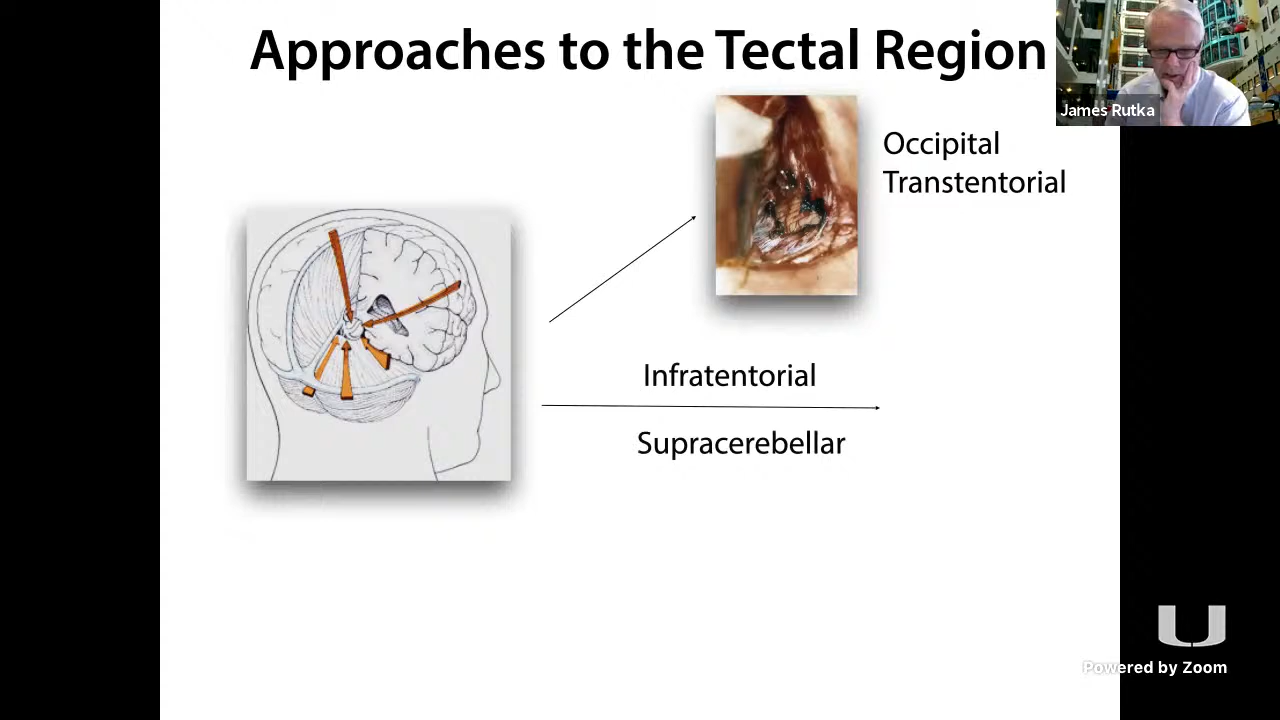 Approaches to the Tectal Region
James Rutka
Occipital
Transtentorial
Infratentorial
Supracerebellar
U
Powered by Zoom